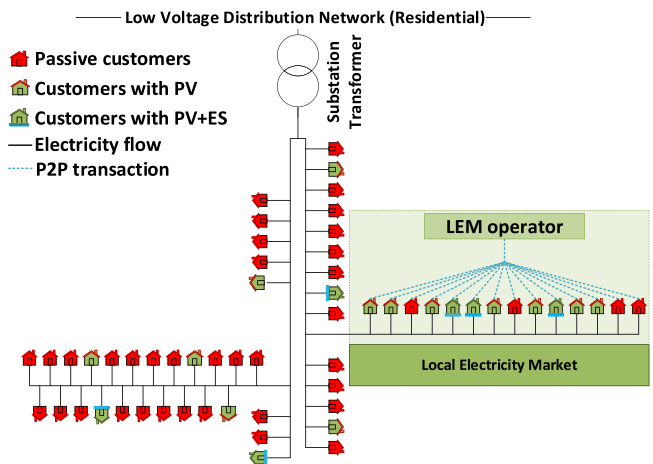 Low Voltage Distribution Network (Residential)
Passive customers
Customers with PV
Customers with PV+ES
Electricity flow
P2P transaction
Substation
Transformer
LEM operator
Local Electricity Market